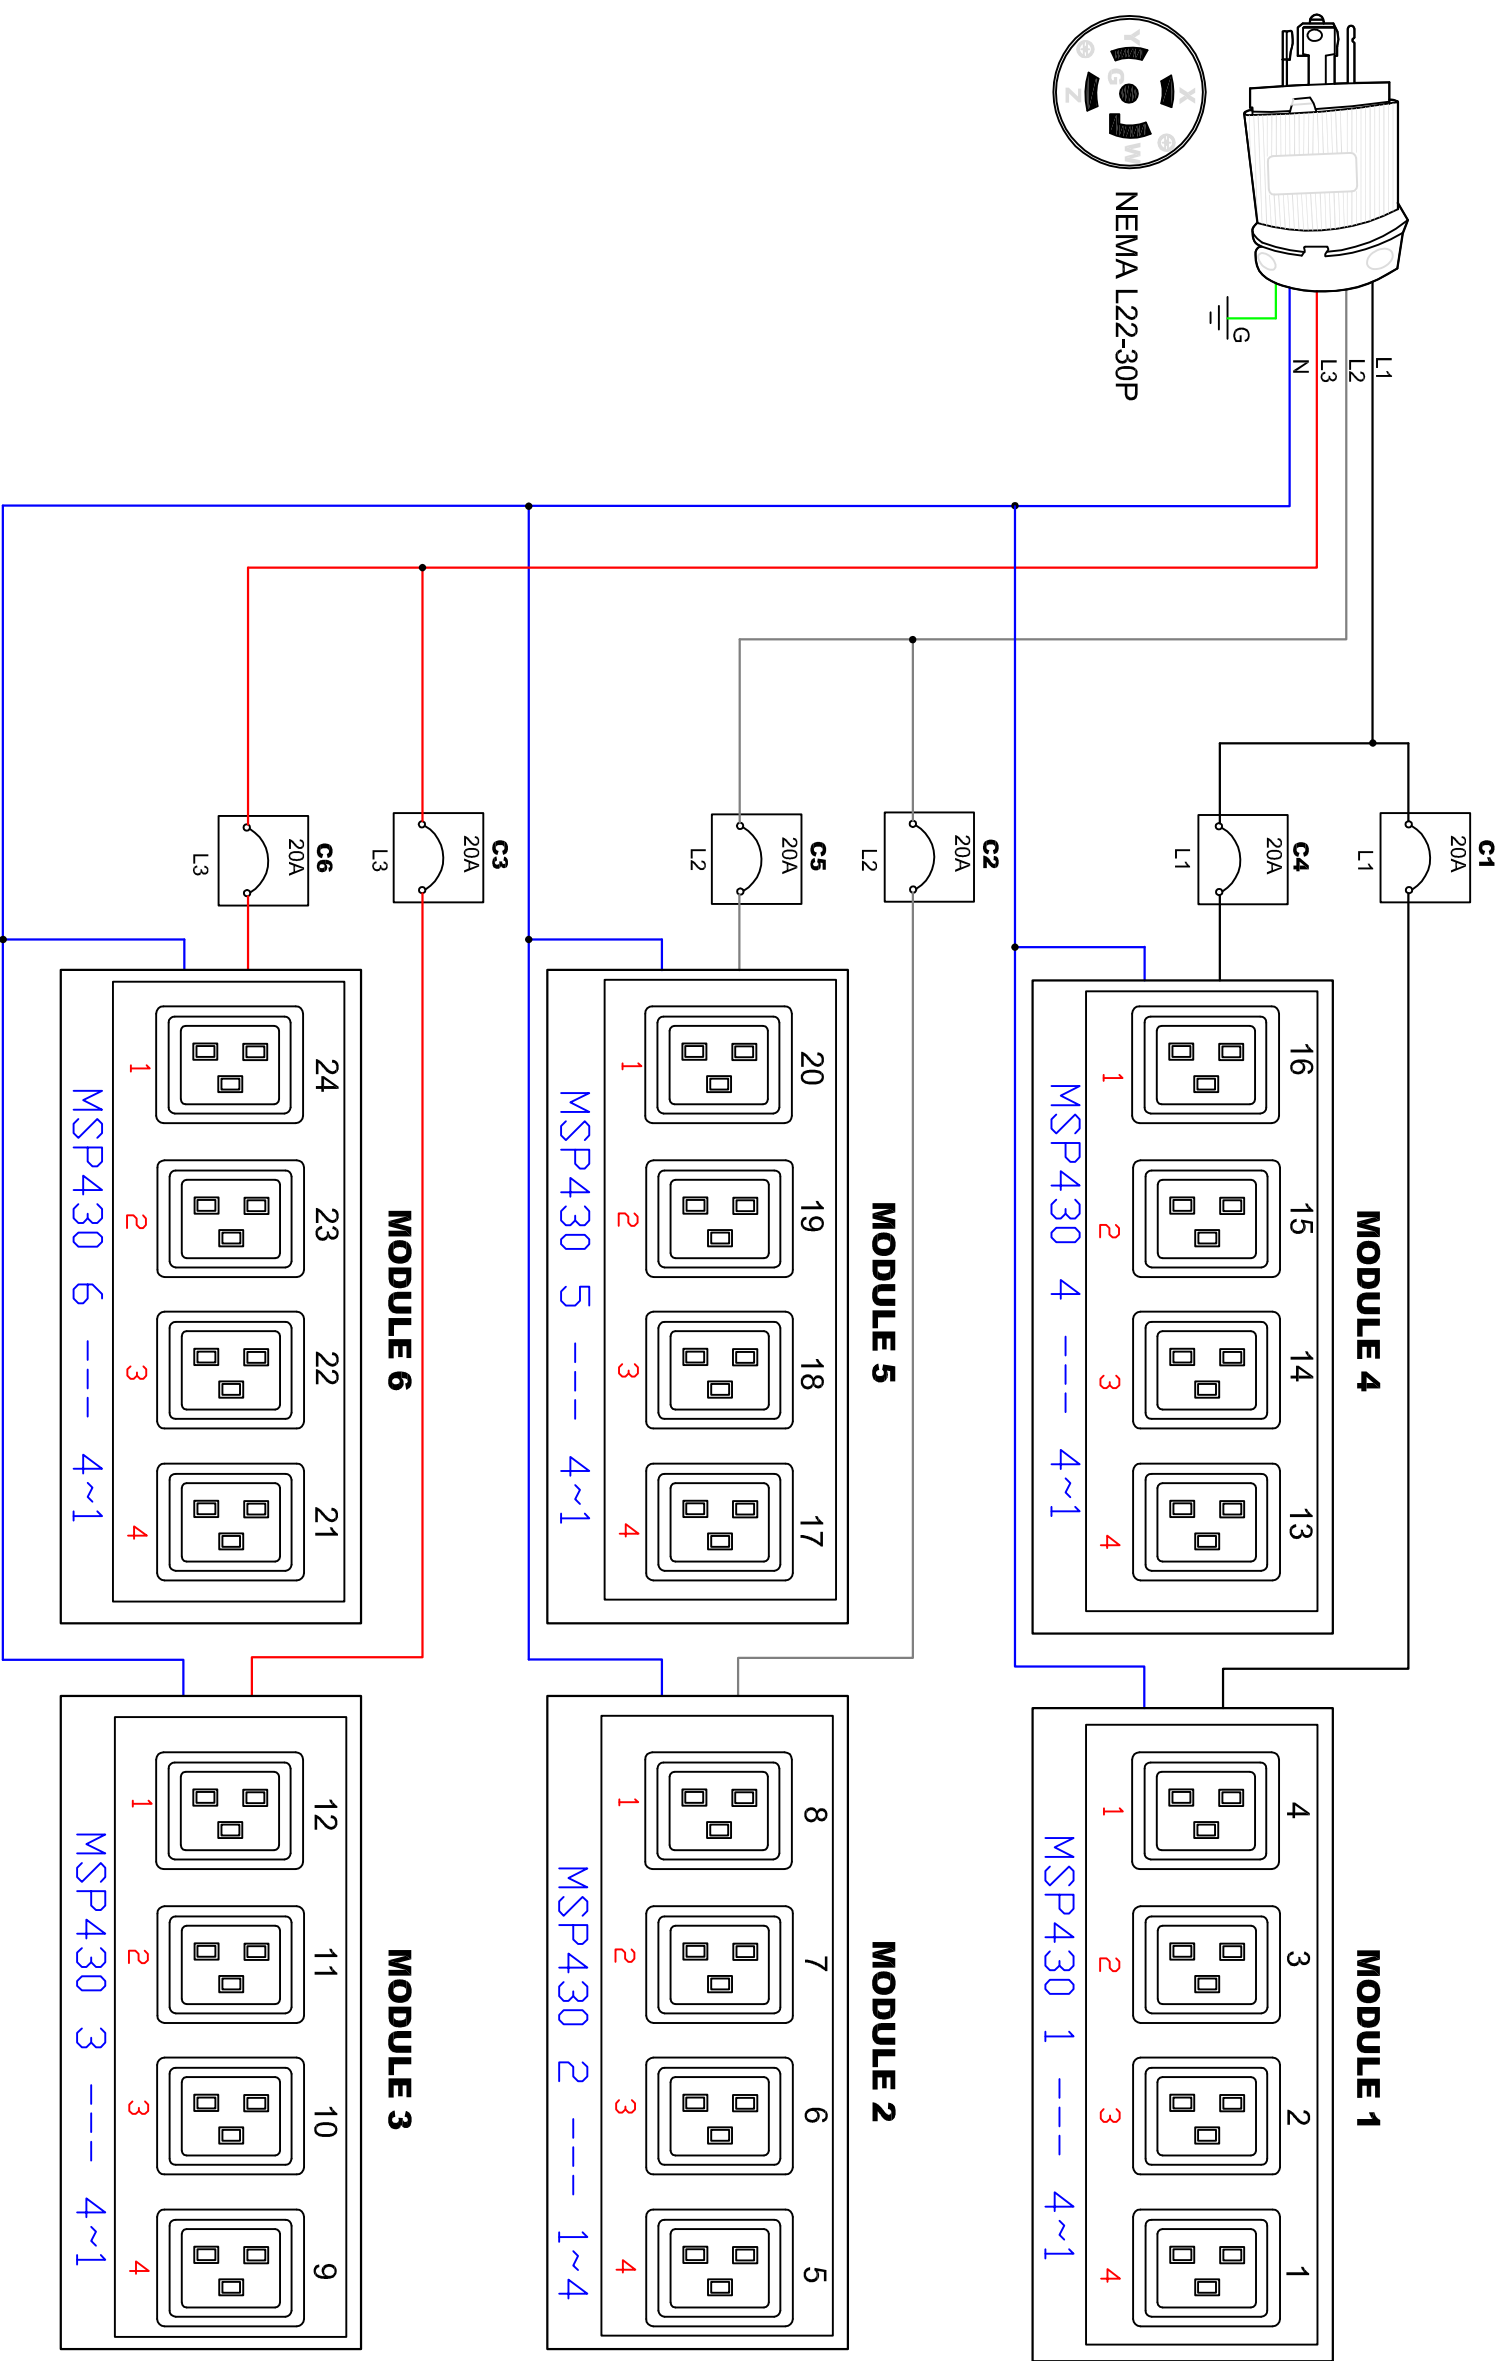 C1
20A
L1
C4
20A
L1
C2
20A
L2
C5
20A
L2
C3
20A
L3
C6
20A
L3
L1
L2
L3
N
G
X
Y
Z
W
G
NEMA L22-30P
MODULE 4
16 15 14 13
1 2 3 4
MSP430 4 --- 4~1
MODULE 1
4 3 2 1
1 2 3 4
MSP430 1 --- 4~1
MODULE 5
20 19 18 17
1 2 3 4
MSP430 5 --- 4~1
MODULE 2
8 7 6 5
1 2 3 4
MSP430 2 --- 1~4
MODULE 6
24 23 22 21
1 2 3 4
MSP430 6 --- 4~1
MODULE 3
12 11 10 9
1 2 3 4
MSP430 3 --- 4~1